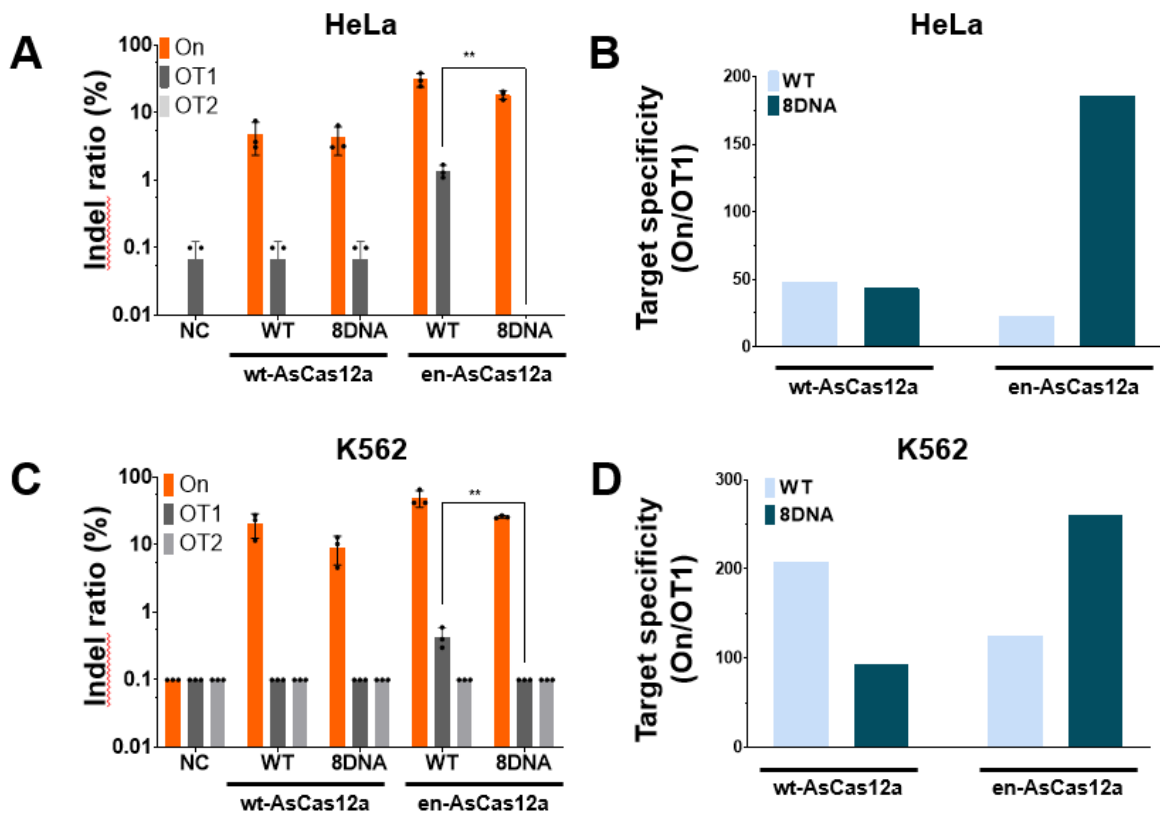 A
HeLa
On
OT1
OT2
**
Indel ratio (%)
100
10
1
0.1
0.01
NC
WT
8DNA
WT
8DNA
wt-AsCas12a
en-AsCas12a
B
HeLa
WT
8DNA
Target specificity
(On/OT1)
200
150
100
50
0
wt-AsCas12a
en-AsCas12a
C
K562
On
OT1
OT2
**
Indel ratio (%)
100
10
1
0.1
0.01
NC
WT
8DNA
WT
8DNA
wt-AsCas12a
en-AsCas12a
D
K562
WT
8DNA
Target specificity
(On/OT1)
300
200
100
0
wt-AsCas12a
en-AsCas12a